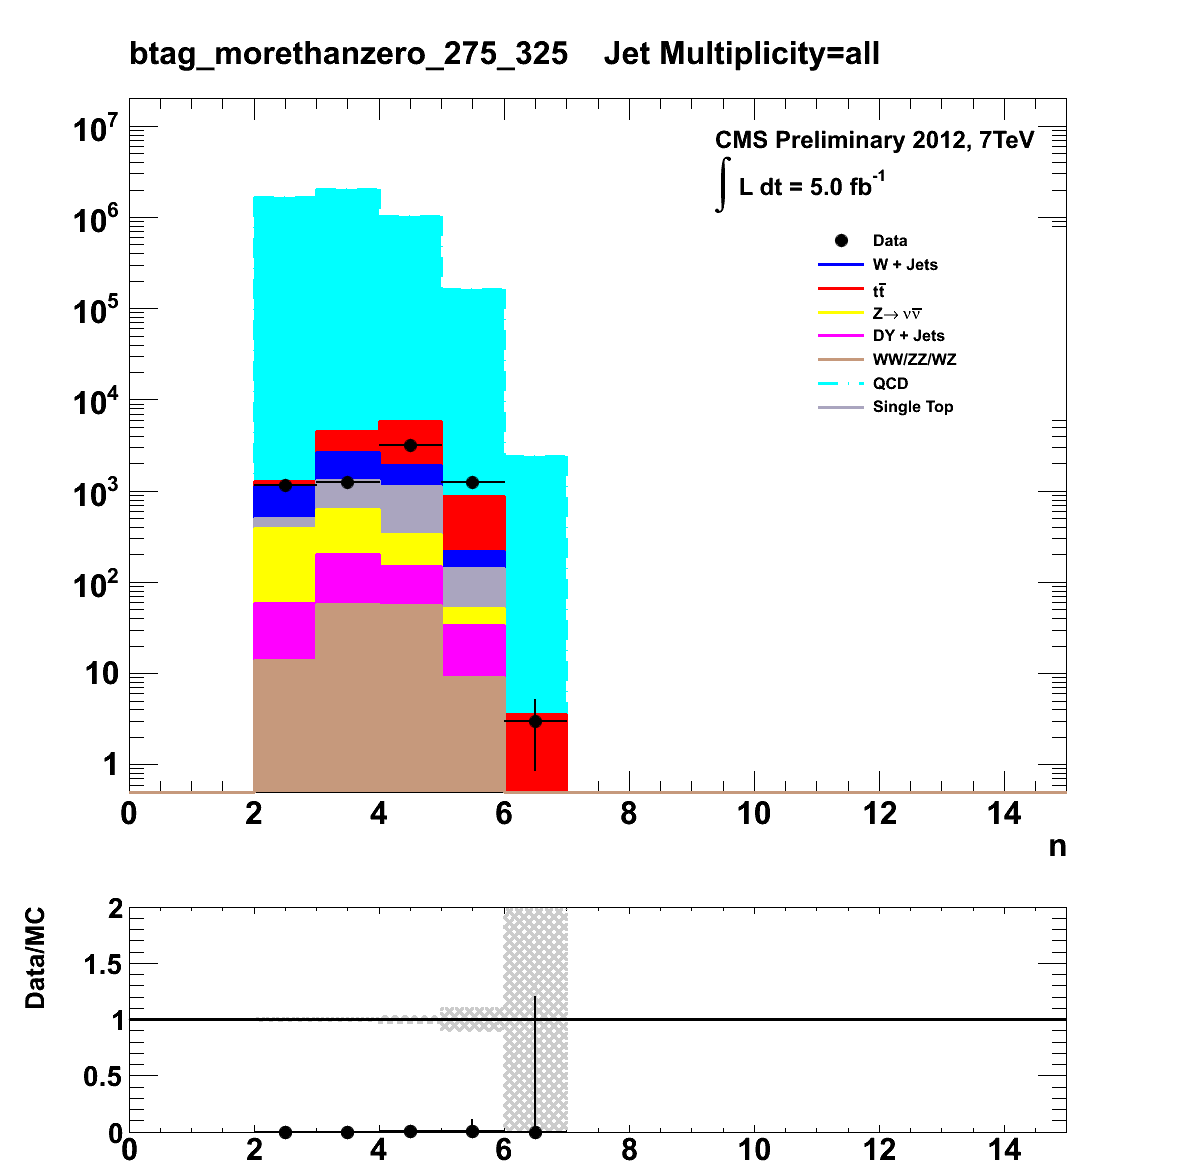 btag_morethanzero_275_325 Jet Multiplicity=all
CMS Preliminary 2012, 7TeV
∫ L dt = 5.0 fb⁻¹
Data
W + Jets
tt̅
Z→ νν̅
DY + Jets
WW/ZZ/WZ
QCD
Single Top
10⁷
10⁶
10⁵
10⁴
10³
10²
10
1
0 2 4 6 8 10 12 14
n
Data/MC
2
1.5
1
0.5
0
0 2 4 6 8 10 12 14